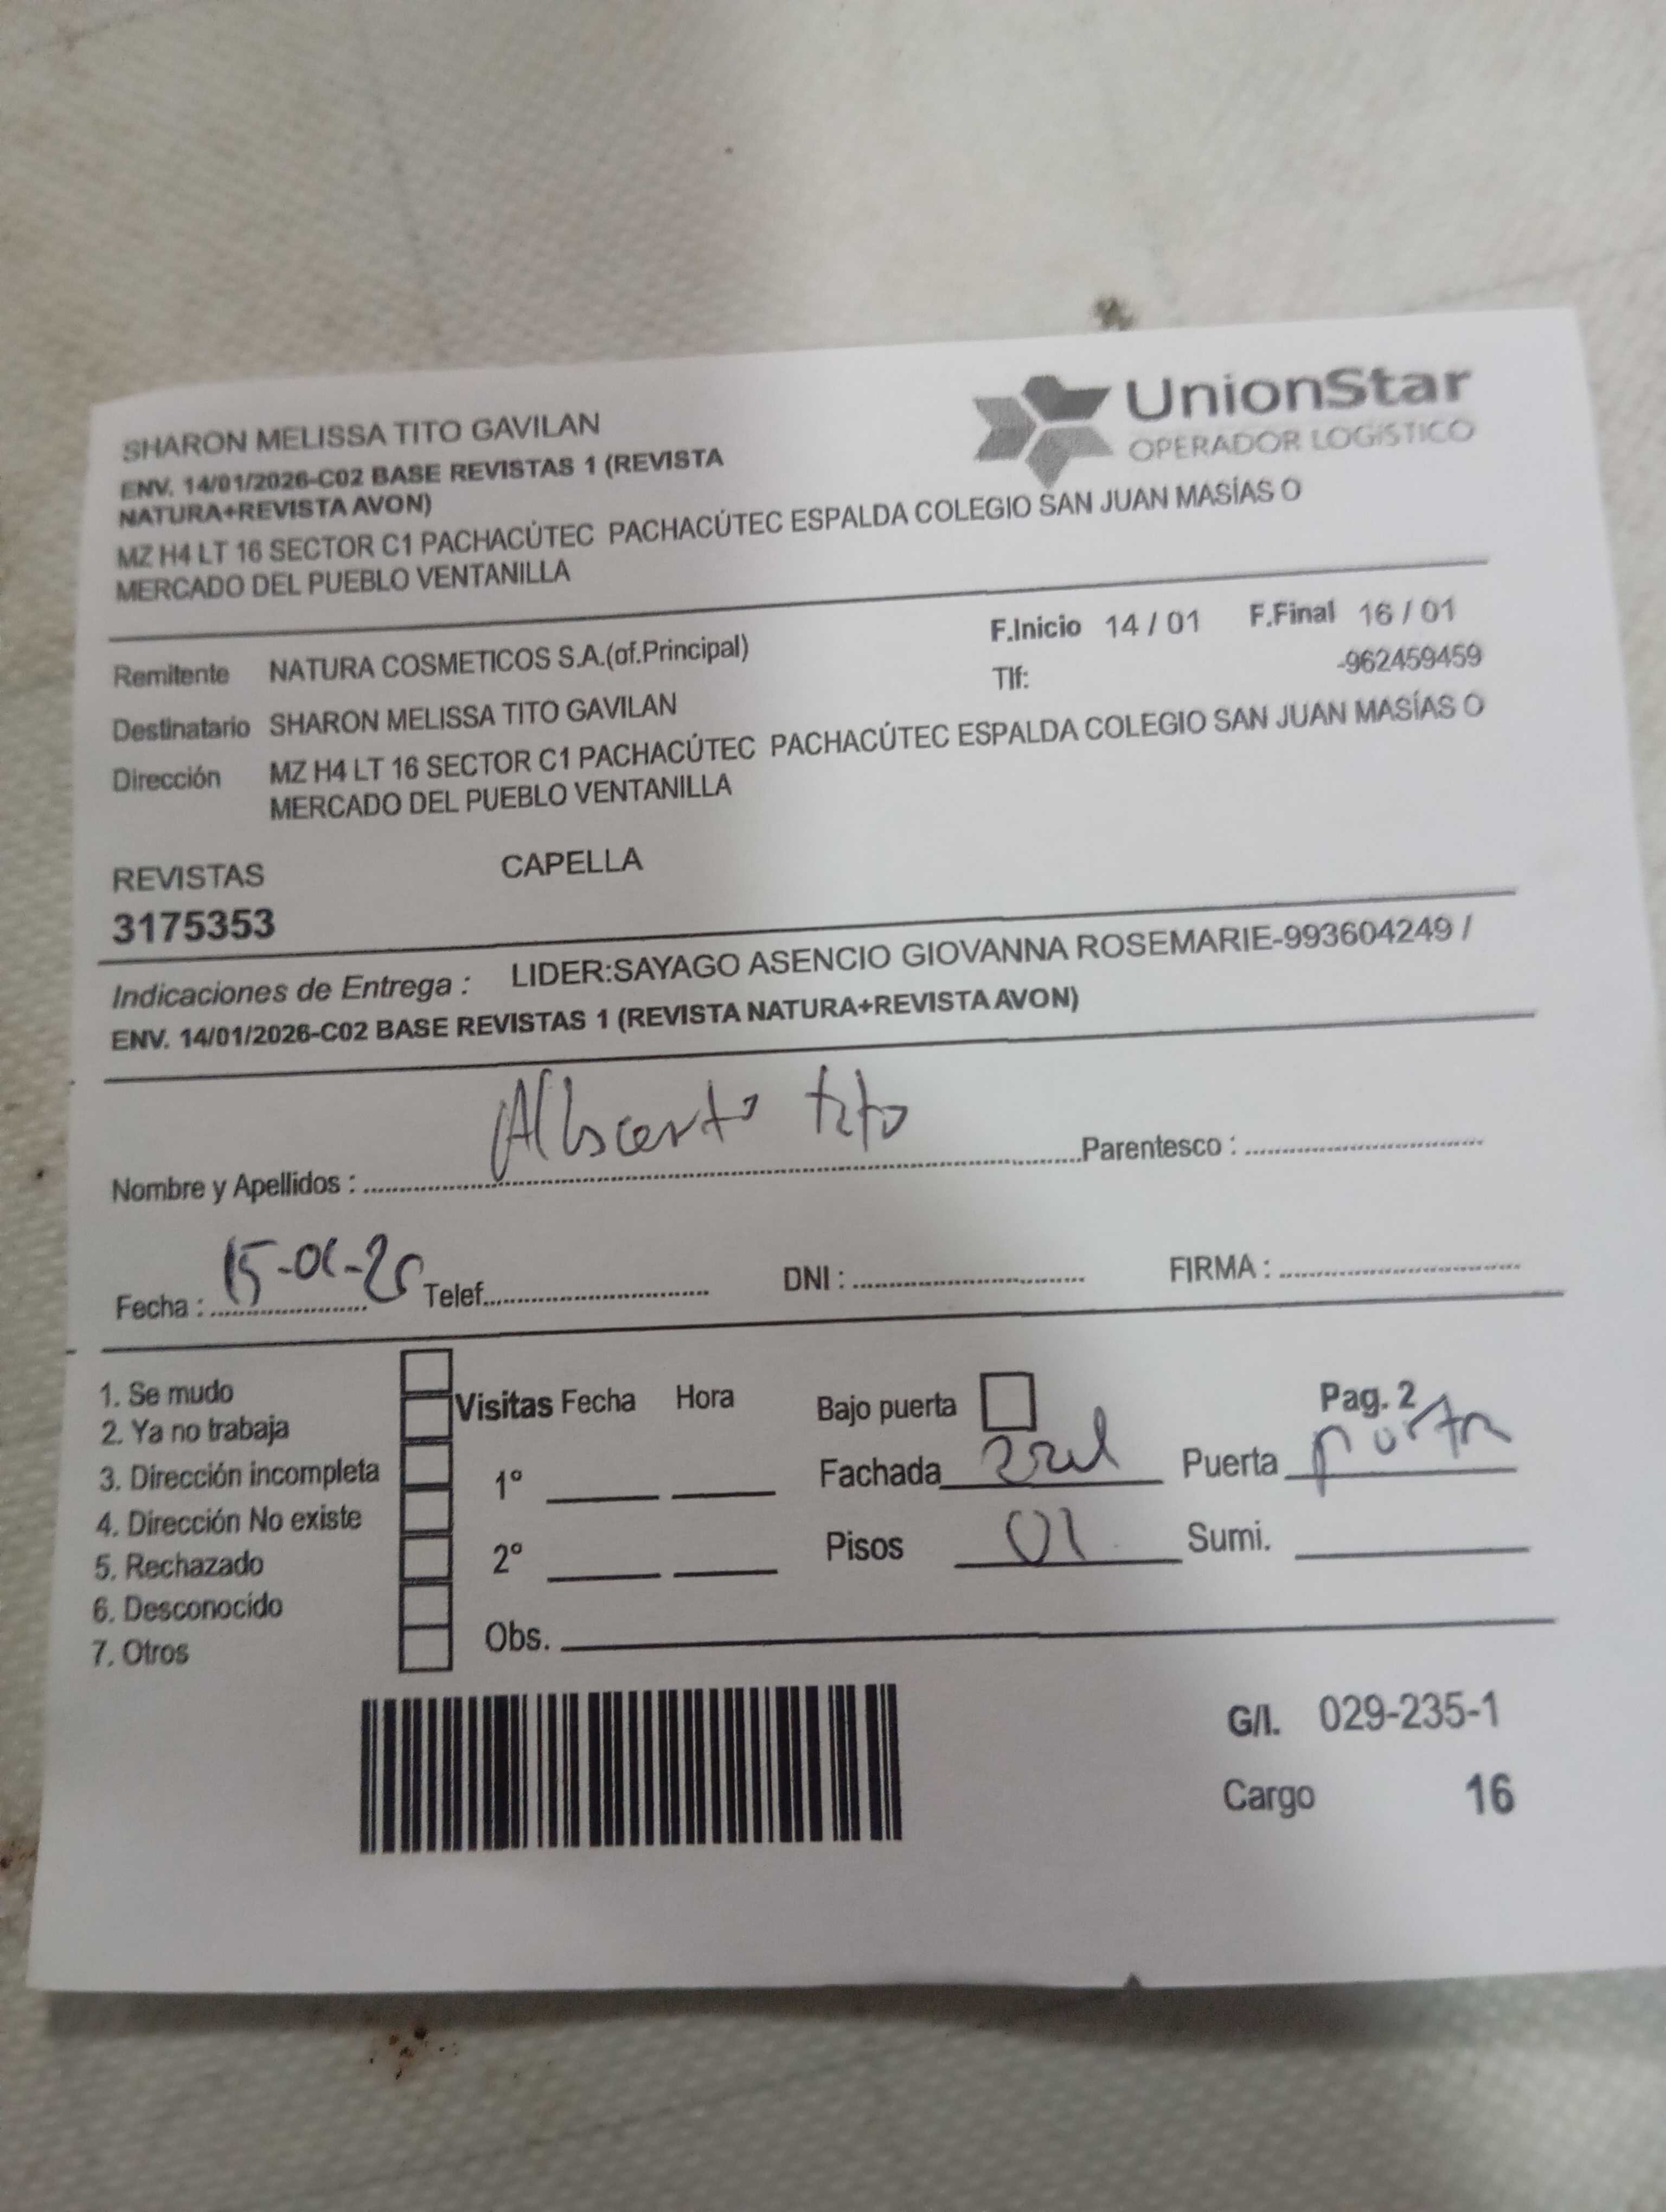 UnionStar
OPERADOR LOGÍSTICO
SHARON MELISSA TITO GAVILAN
ENV. 14/01/2026-C02 BASE REVISTAS 1 (REVISTA
NATURA+REVISTA AVON)
MZ H4 LT 16 SECTOR C1 PACHACÚTEC PACHACÚTEC ESPALDA COLEGIO SAN JUAN MASÍAS O
MERCADO DEL PUEBLO VENTANILLA
F.Inicio 14 / 01 F.Final 16 / 01
Remitente NATURA COSMETICOS S.A.(of.Principal)
Tlf: -962459459
Destinatario SHARON MELISSA TITO GAVILAN
Dirección MZ H4 LT 16 SECTOR C1 PACHACÚTEC PACHACÚTEC ESPALDA COLEGIO SAN JUAN MASÍAS O
MERCADO DEL PUEBLO VENTANILLA
REVISTAS CAPELLA
3175353
Indicaciones de Entrega : LIDER:SAYAGO ASENCIO GIOVANNA ROSEMARIE-993604249 /
ENV. 14/01/2026-C02 BASE REVISTAS 1 (REVISTA NATURA+REVISTA AVON)
Nombre y Apellidos : Alberto tito Parentesco :
Fecha : Telef. DNI : FIRMA :
1. Se mudo
2. Ya no trabaja
3. Dirección incompleta
4. Dirección No existe
5. Rechazado
6. Desconocido
7. Otros
Visitas Fecha Hora
1º
2º
Obs.
Bajo puerta Pag. 2
Fachada Puerta
Pisos 01 Sumi.
G/I. 029-235-1
Cargo 16